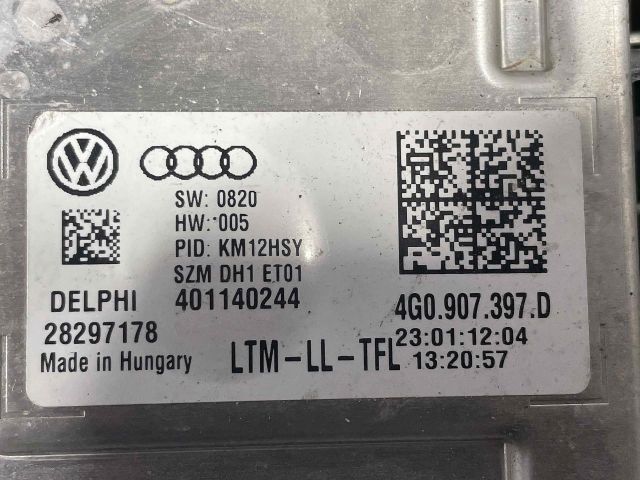 SW: 0820
HW: 005
PID: KM12HSY
SZM DH1 ET01
DELPHI 401140244
4G0.907.397.D
28297178
23:01:12:04
Made in Hungary
LTM-LL-TFL
13:20:57